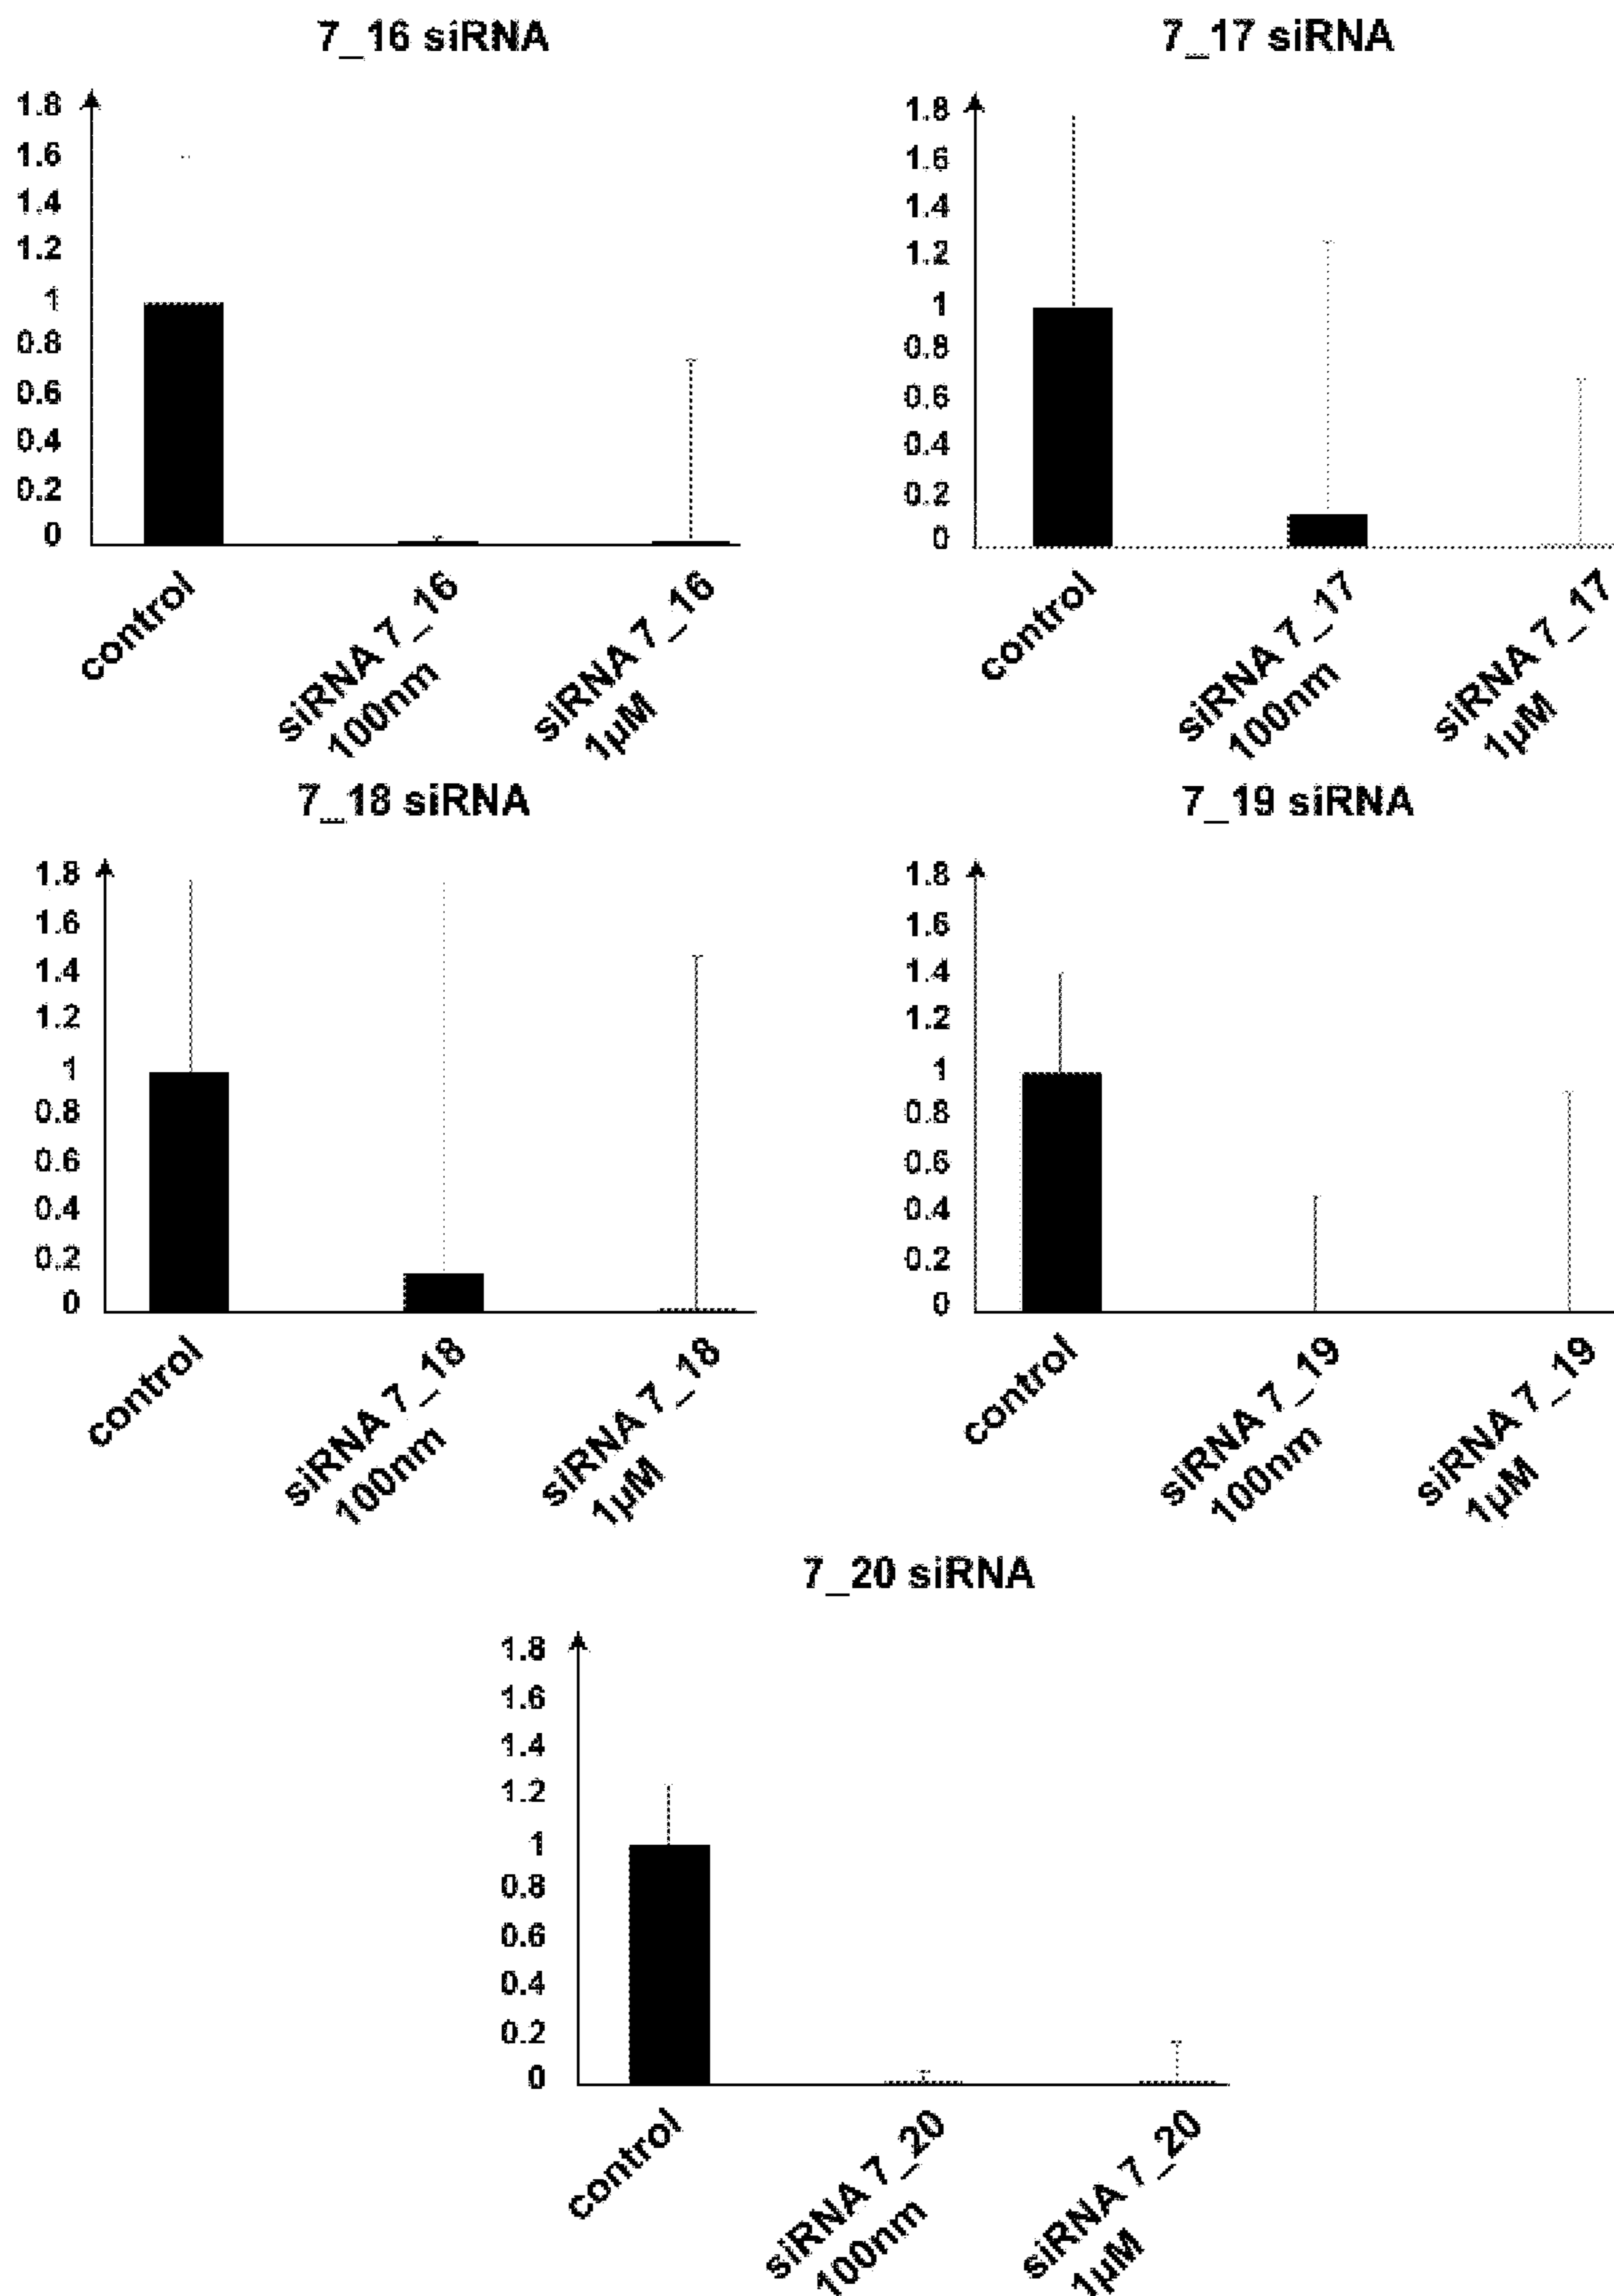 7_16 siRNA
1.8
1.6
1.4
1.2
1
0.8
0.6
0.4
0.2
0
control
siRNA 7_16
100nm
siRNA 7_16
1µM
7_17 siRNA
1.8
1.6
1.4
1.2
1
0.8
0.6
0.4
0.2
0
control
siRNA 7_17
100nm
siRNA 7_17
1µM
7_18 siRNA
1.8
1.6
1.4
1.2
1
0.8
0.6
0.4
0.2
0
control
siRNA 7_18
100nm
siRNA 7_18
1µM
7_19 siRNA
1.8
1.6
1.4
1.2
1
0.8
0.6
0.4
0.2
0
control
siRNA 7_19
100nm
siRNA 7_19
1µM
7_20 siRNA
1.8
1.6
1.4
1.2
1
0.8
0.6
0.4
0.2
0
control
siRNA 7_20
100nm
siRNA 7_20
1µM